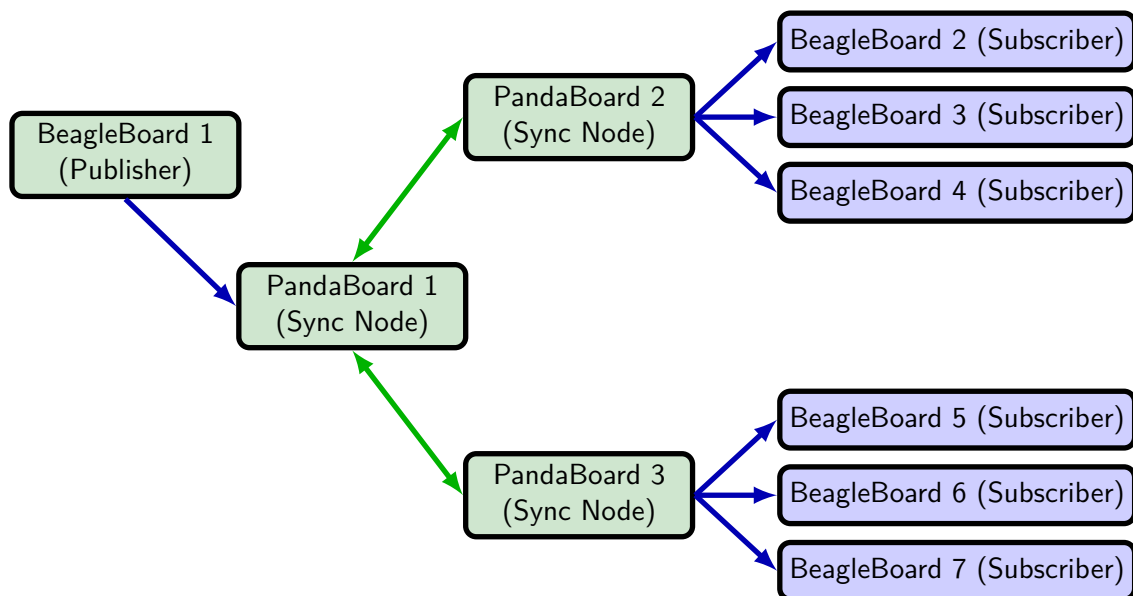 BeagleBoard 1
(Publisher)
PandaBoard 1
(Sync Node)
PandaBoard 2
(Sync Node)
BeagleBoard 2 (Subscriber)
BeagleBoard 3 (Subscriber)
BeagleBoard 4 (Subscriber)
PandaBoard 3
(Sync Node)
BeagleBoard 5 (Subscriber)
BeagleBoard 6 (Subscriber)
BeagleBoard 7 (Subscriber)